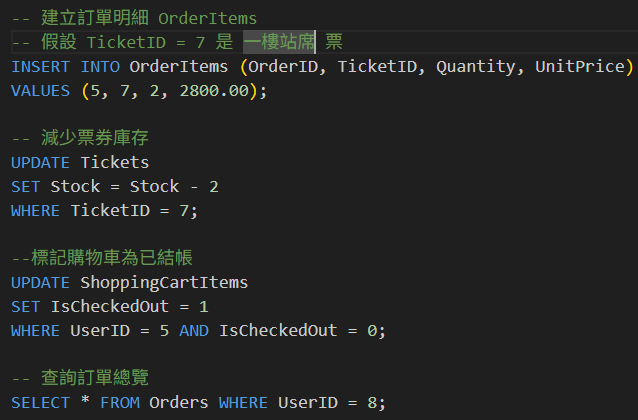 -- 建立訂單明細 OrderItems
-- 假設 TicketID = 7 是 一樓站席 票
INSERT INTO OrderItems (OrderID, TicketID, Quantity, UnitPrice)
VALUES (5, 7, 2, 2800.00);
-- 減少票券庫存
UPDATE Tickets
SET Stock = Stock - 2
WHERE TicketID = 7;
--標記購物車為已結帳
UPDATE ShoppingCartItems
SET IsCheckedOut = 1
WHERE UserID = 5 AND IsCheckedOut = 0;
-- 查詢訂單總覽
SELECT * FROM Orders WHERE UserID = 8;